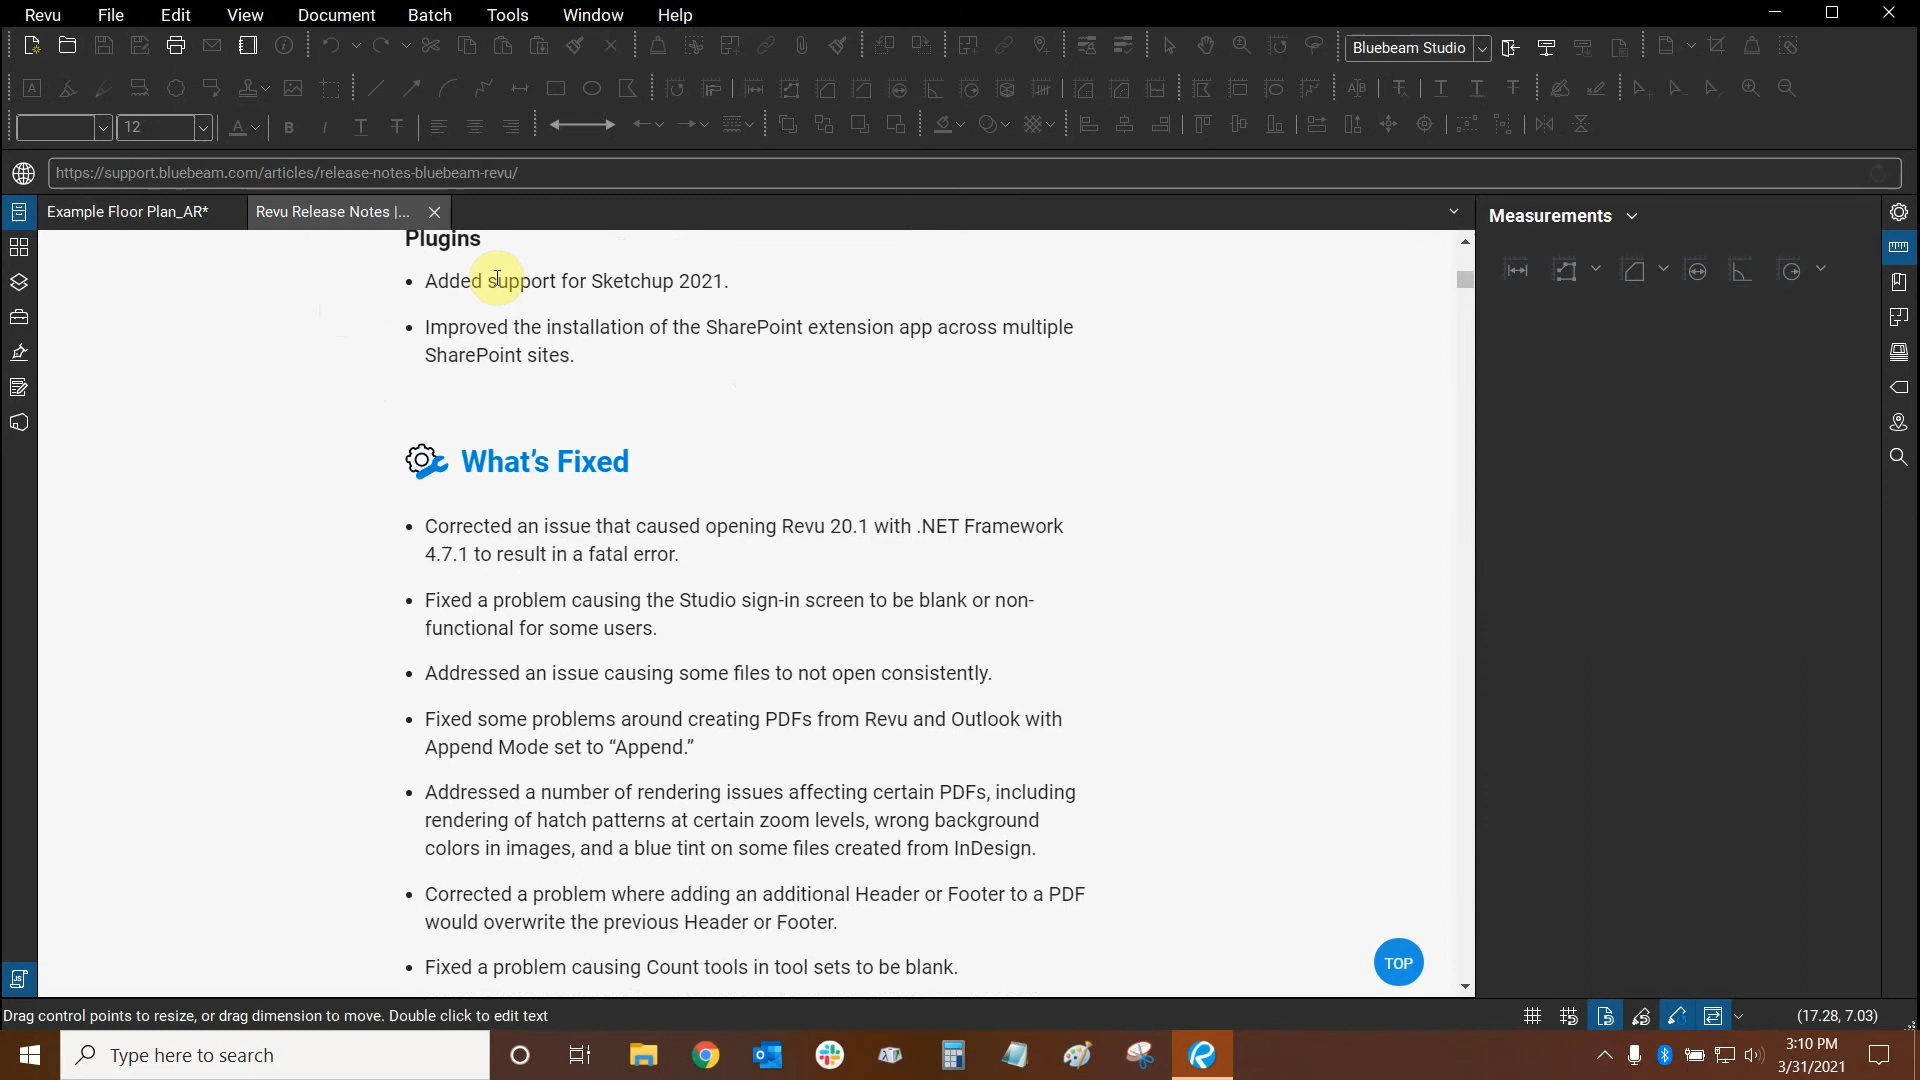 Revu File Edit View Document Batch Tools Window Help
Bluebeam Studio
12
https://support.bluebeam.com/articles/release-notes-bluebeam-revu/
Example Floor Plan_AR* Revu Release Notes |...
Measurements
Plugins
• Added support for Sketchup 2021.
• Improved the installation of the SharePoint extension app across multiple
SharePoint sites.
What's Fixed
• Corrected an issue that caused opening Revu 20.1 with .NET Framework
4.7.1 to result in a fatal error.
• Fixed a problem causing the Studio sign-in screen to be blank or non-
functional for some users.
• Addressed an issue causing some files to not open consistently.
• Fixed some problems around creating PDFs from Revu and Outlook with
Append Mode set to “Append.”
• Addressed a number of rendering issues affecting certain PDFs, including
rendering of hatch patterns at certain zoom levels, wrong background
colors in images, and a blue tint on some files created from InDesign.
• Corrected a problem where adding an additional Header or Footer to a PDF
would overwrite the previous Header or Footer.
• Fixed a problem causing Count tools in tool sets to be blank.
TOP
Drag control points to resize, or drag dimension to move. Double click to edit text
(17.28, 7.03)
Type here to search
3:10 PM
3/31/2021